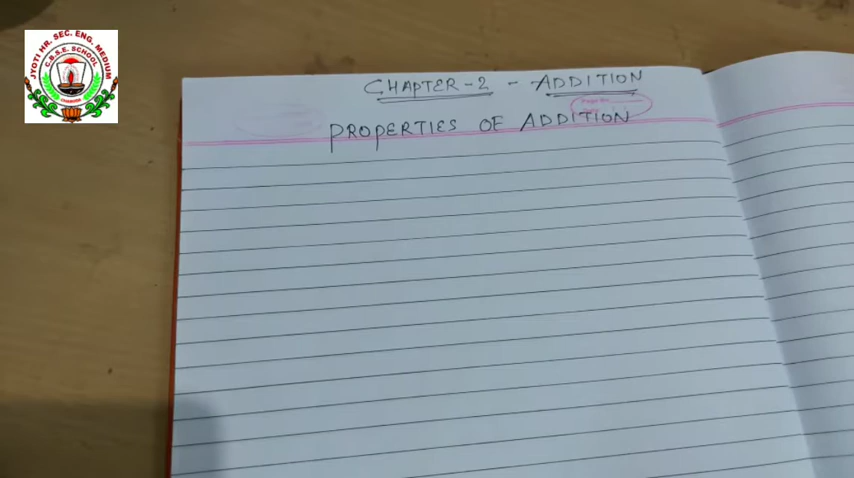 JYOTI HR. SEC. ENG. MEDIUM
C.B.S.E. SCHOOL
CHAPTER-2 - ADDITION
PROPERTIES OF ADDITION